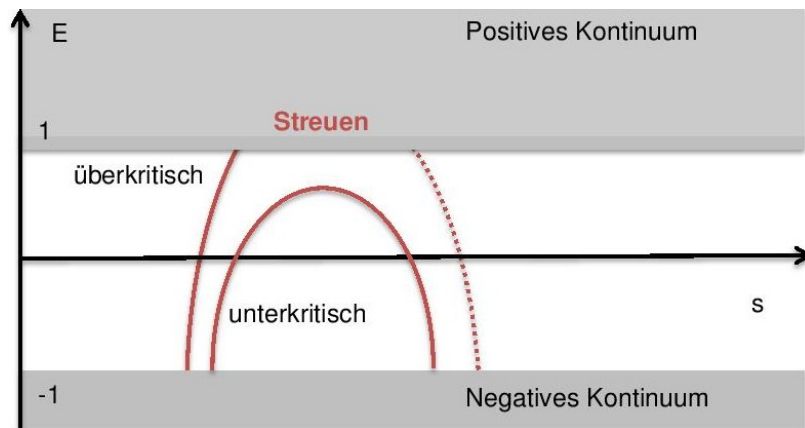 E
Positives Kontinuum
Streuen
1
überkritisch
unterkritisch
s
-1
Negatives Kontinuum